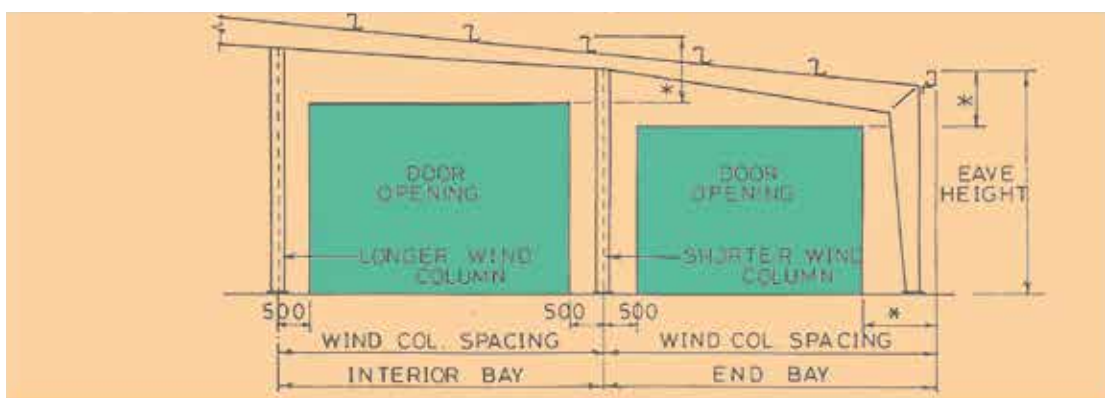 *
*
DOOR
OPENING
DOOR
OPENING
EAVE
HEIGHT
LONGER WIND
COLUMN
SHORTER WIND
COLUMN
500
500
500
*
WIND COL. SPACING
WIND COL SPACING
INTERIOR BAY
END BAY